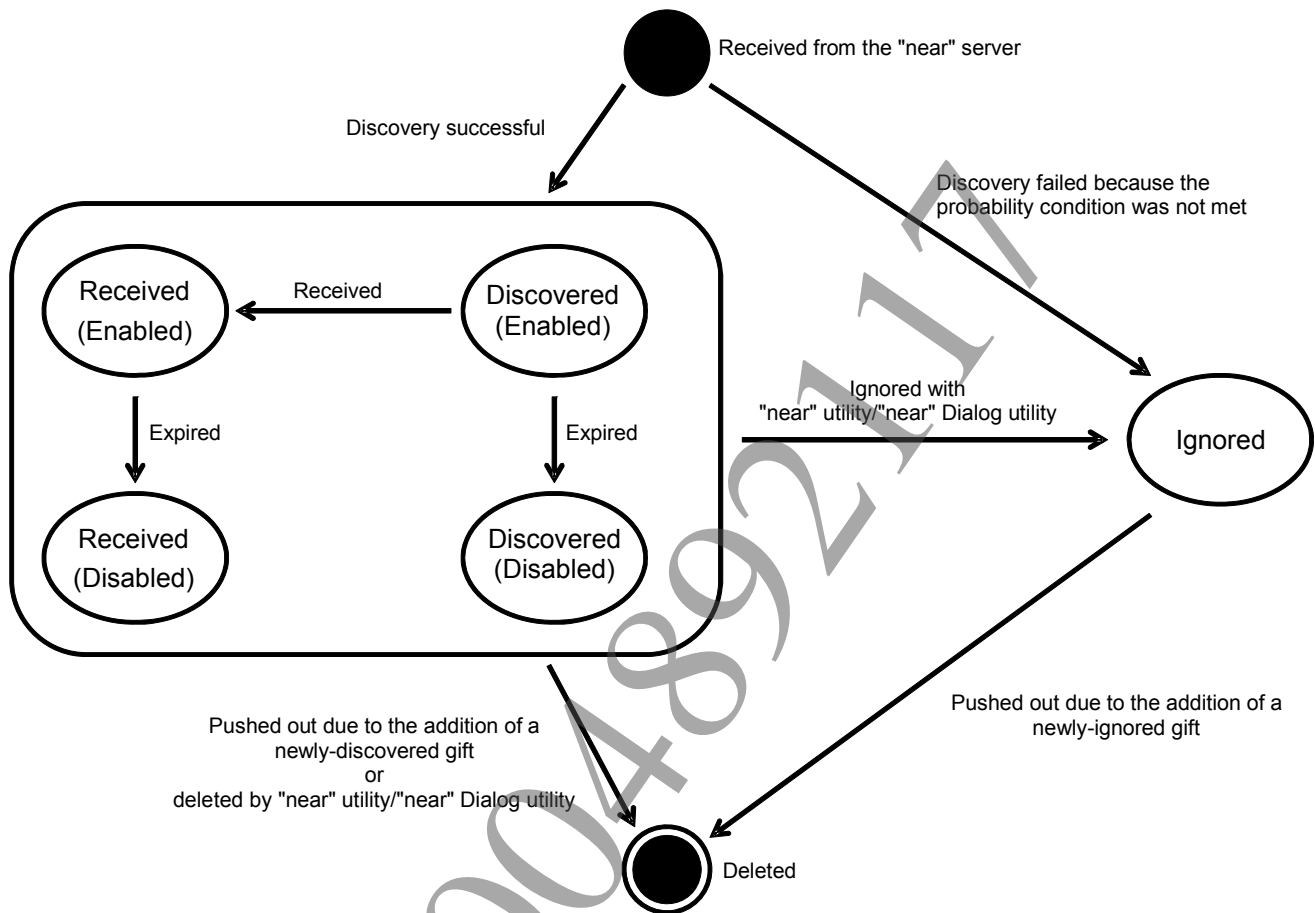 Received from the "near" server
Discovery successful
Discovery failed because the
probability condition was not met
Received
(Enabled)
Received
Discovered
(Enabled)
Ignored with
"near" utility/"near" Dialog utility
Ignored
Expired
Expired
Received
(Disabled)
Discovered
(Disabled)
Pushed out due to the addition of a
newly-discovered gift
or
deleted by "near" utility/"near" Dialog utility
Pushed out due to the addition of a
newly-ignored gift
Deleted